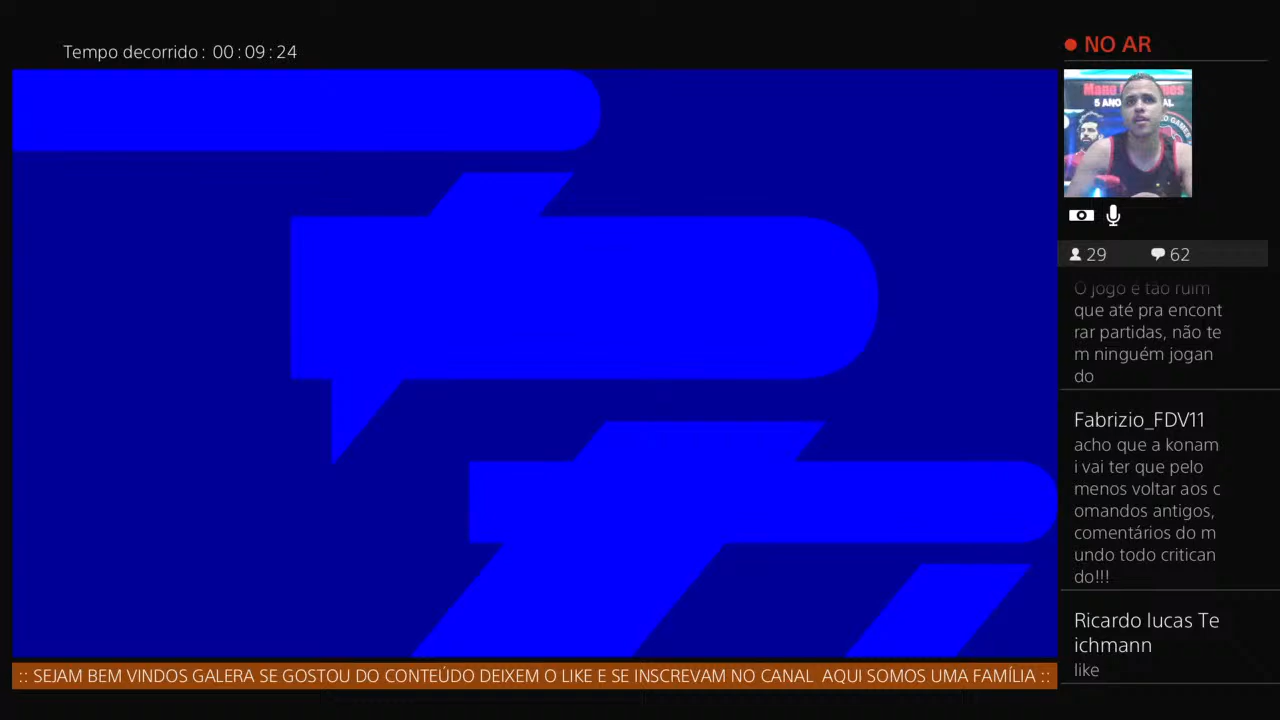 Tempo decorrido: 00:09:24
NO AR
5 ANO
29 62
O jogo é tão ruim
que até pra encont
rar partidas, não te
m ninguém jogan
do
Fabrizio_FDV11
acho que a konam
i vai ter que pelo
menos voltar aos c
omandos antigos,
comentários do m
undo todo critican
do!!!
Ricardo lucas Te
ichmann
like
:: SEJAM BEM VINDOS GALERA SE GOSTOU DO CONTEÚDO DEIXEM O LIKE E SE INSCREVAM NO CANAL AQUI SOMOS UMA FAMÍLIA ::